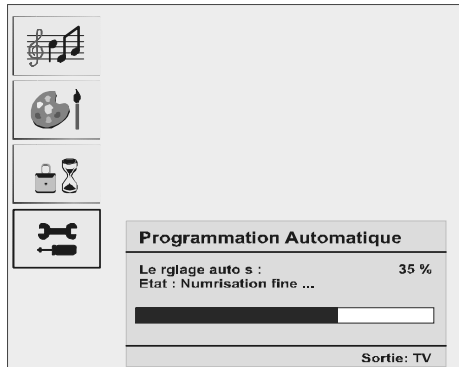 Programmation Automatique
Le rglage auto s : 35 %
Etat : Numrisation fine ...
Sortie: TV